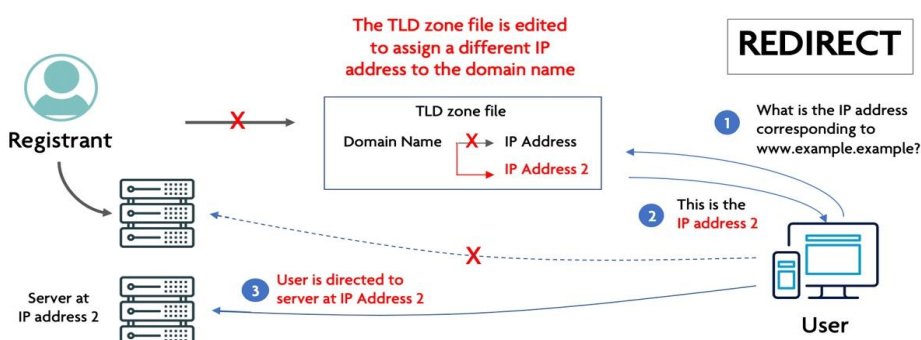 The TLD zone file is edited
to assign a different IP
address to the domain name
REDIRECT
Registrant
X
TLD zone file
Domain Name
X
IP Address
IP Address 2
1
What is the IP address
corresponding to
www.example.example?
2
This is the
IP address 2
X
3
User is directed to
server at IP Address 2
Server at
IP address 2
User